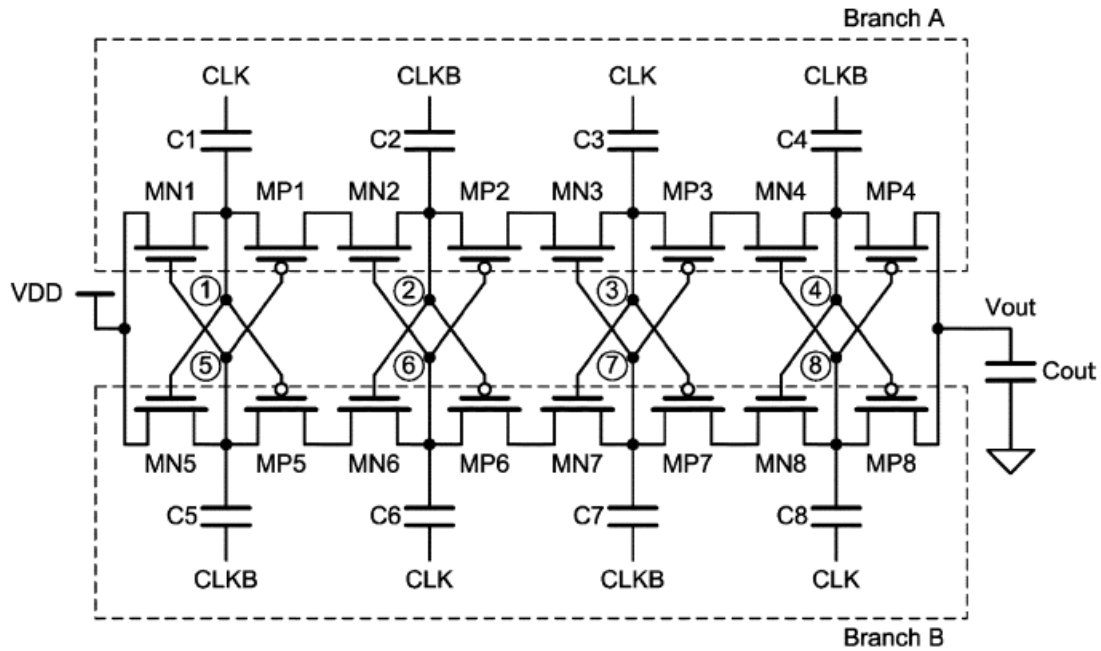 Branch A
CLK CLKB CLK CLKB
C1 C2 C3 C4
MN1 MP1 MN2 MP2 MN3 MP3 MN4 MP4
VDD 1 2 3 4 Vout
5 6 7 8 Cout
MN5 MP5 MN6 MP6 MN7 MP7 MN8 MP8
C5 C6 C7 C8
CLKB CLK CLKB CLK
Branch B